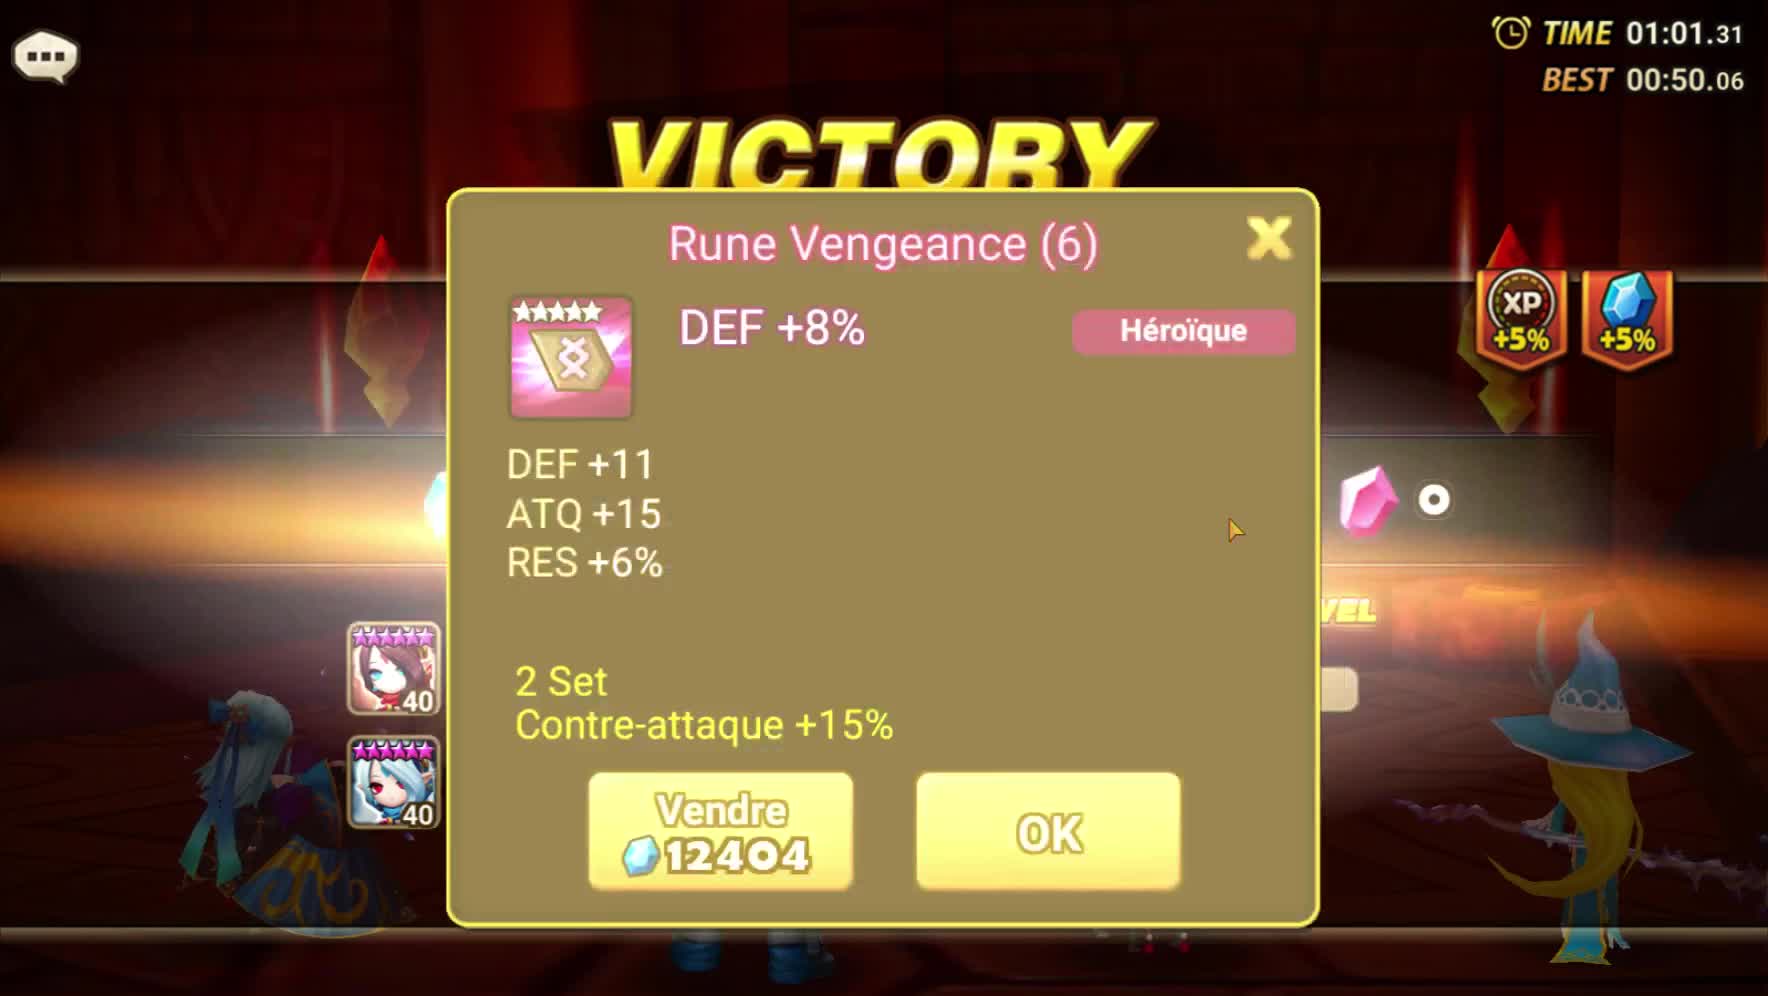 TIME 01:01.31
BEST 00:50.06
VICTORY
Rune Vengeance (6)
DEF +8%
Héroïque
XP
+5%
+5%
DEF +11
ATQ +15
RES +6%
2 Set
Contre-attaque +15%
40
40
Vendre
12404
OK